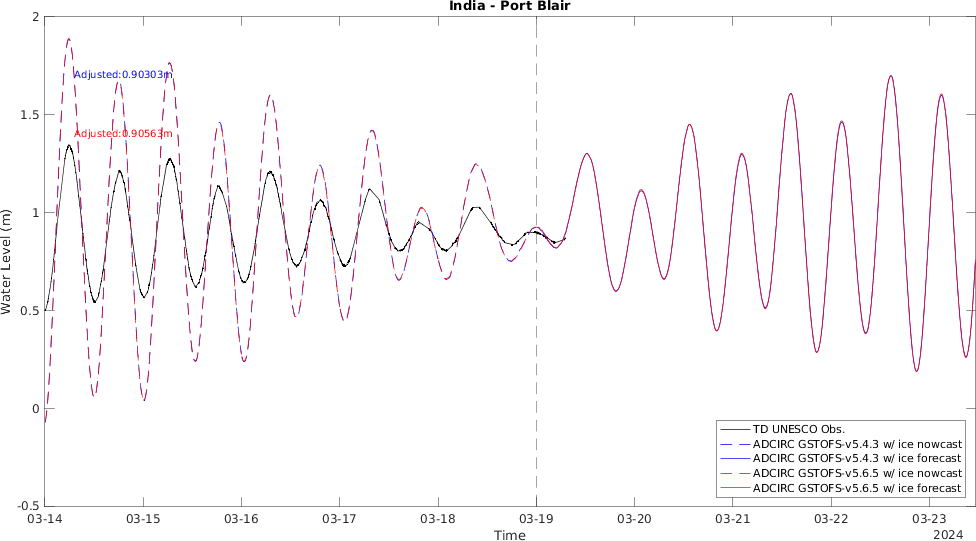 India - Port Blair
Water Level (m)
2
1.5
1
0.5
0
-0.5
Adjusted:0.90303m
Adjusted:0.90563m
TD UNESCO Obs.
ADCIRC GSTOFS-v5.4.3 w/ ice nowcast
ADCIRC GSTOFS-v5.4.3 w/ ice forecast
ADCIRC GSTOFS-v5.6.5 w/ ice nowcast
ADCIRC GSTOFS-v5.6.5 w/ ice forecast
03-14 03-15 03-16 03-17 03-18 03-19 03-20 03-21 03-22 03-23
Time
2024